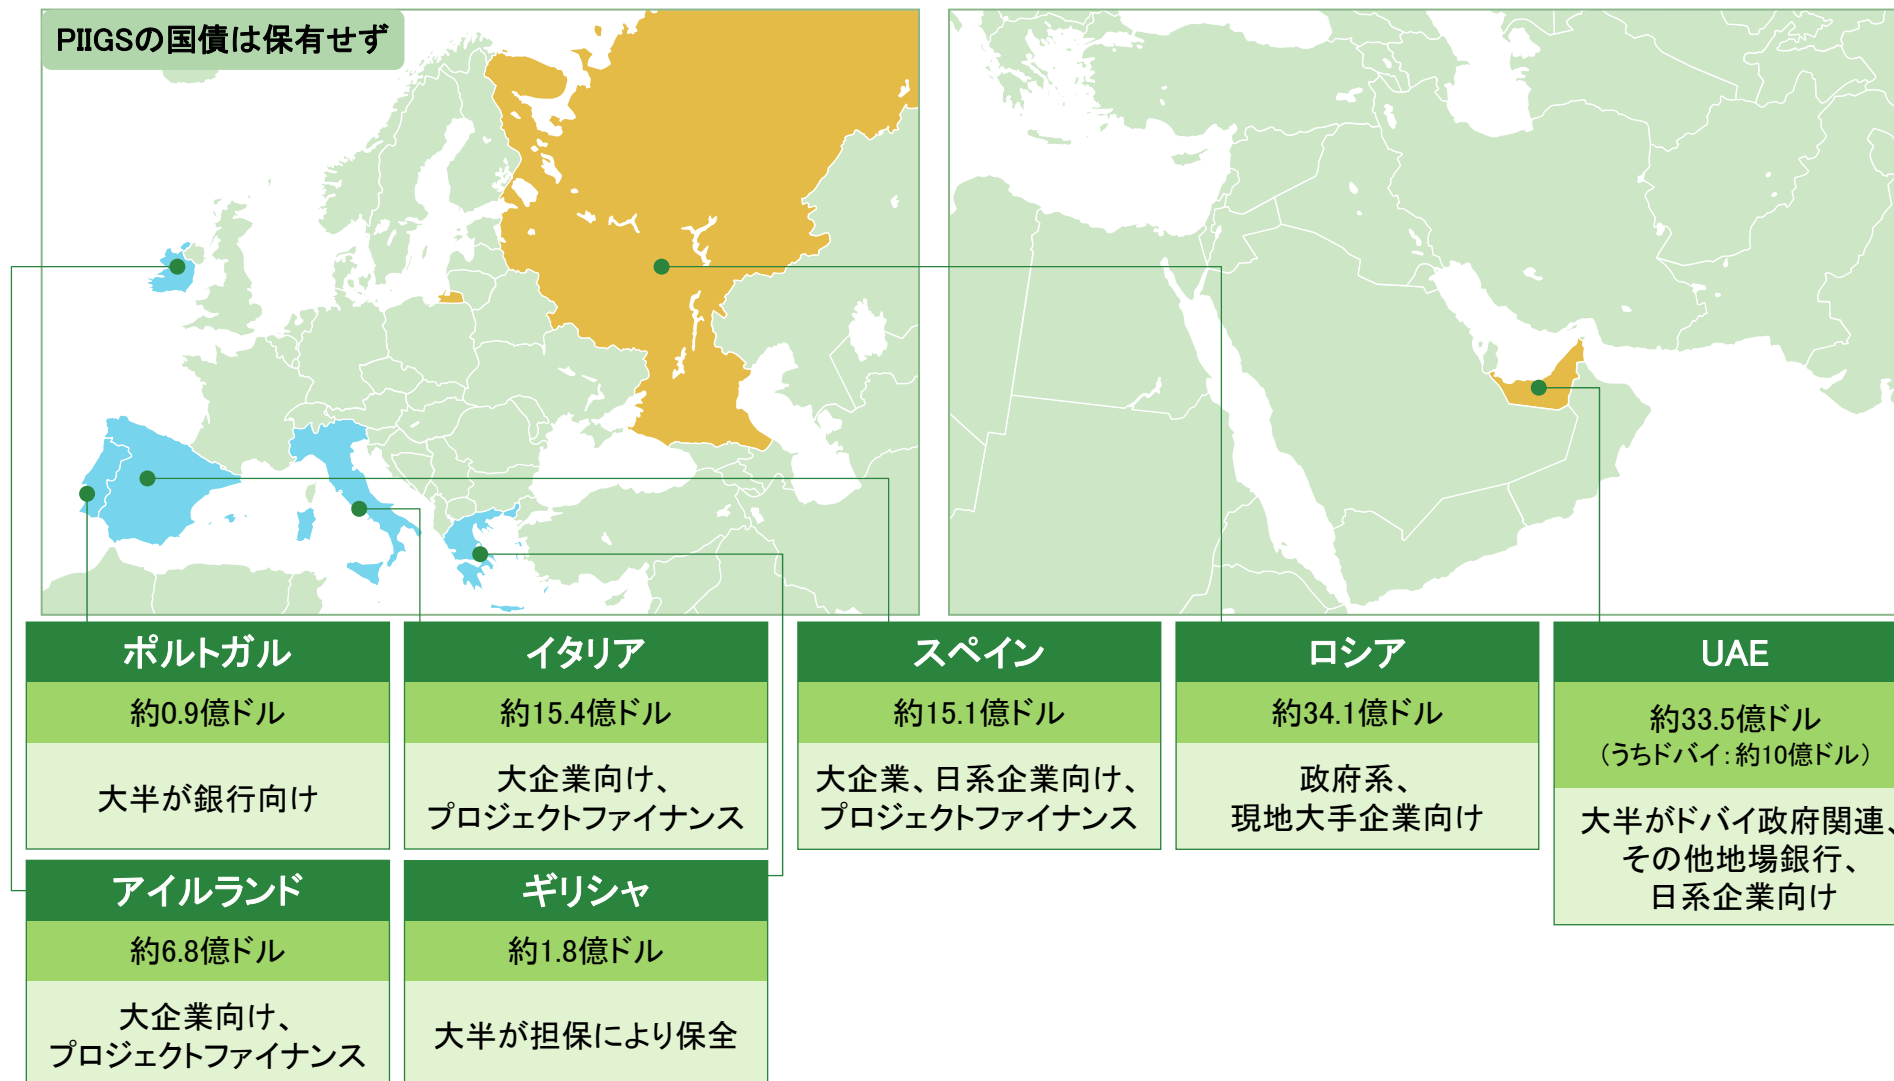 PIIGSの国債は保有せず
ポルトガル
約0.9億ドル
大半が銀行向け
イタリア
約15.4億ドル
大企業向け、
プロジェクトファイナンス
スペイン
約15.1億ドル
大企業、日系企業向け、
プロジェクトファイナンス
ロシア
約34.1億ドル
政府系、
現地大手企業向け
UAE
約33.5億ドル
（うちドバイ：約10億ドル）
大半がドバイ政府関連、
その他地場銀行、
日系企業向け
アイルランド
約6.8億ドル
大企業向け、
プロジェクトファイナンス
ギリシャ
約1.8億ドル
大半が担保により保全